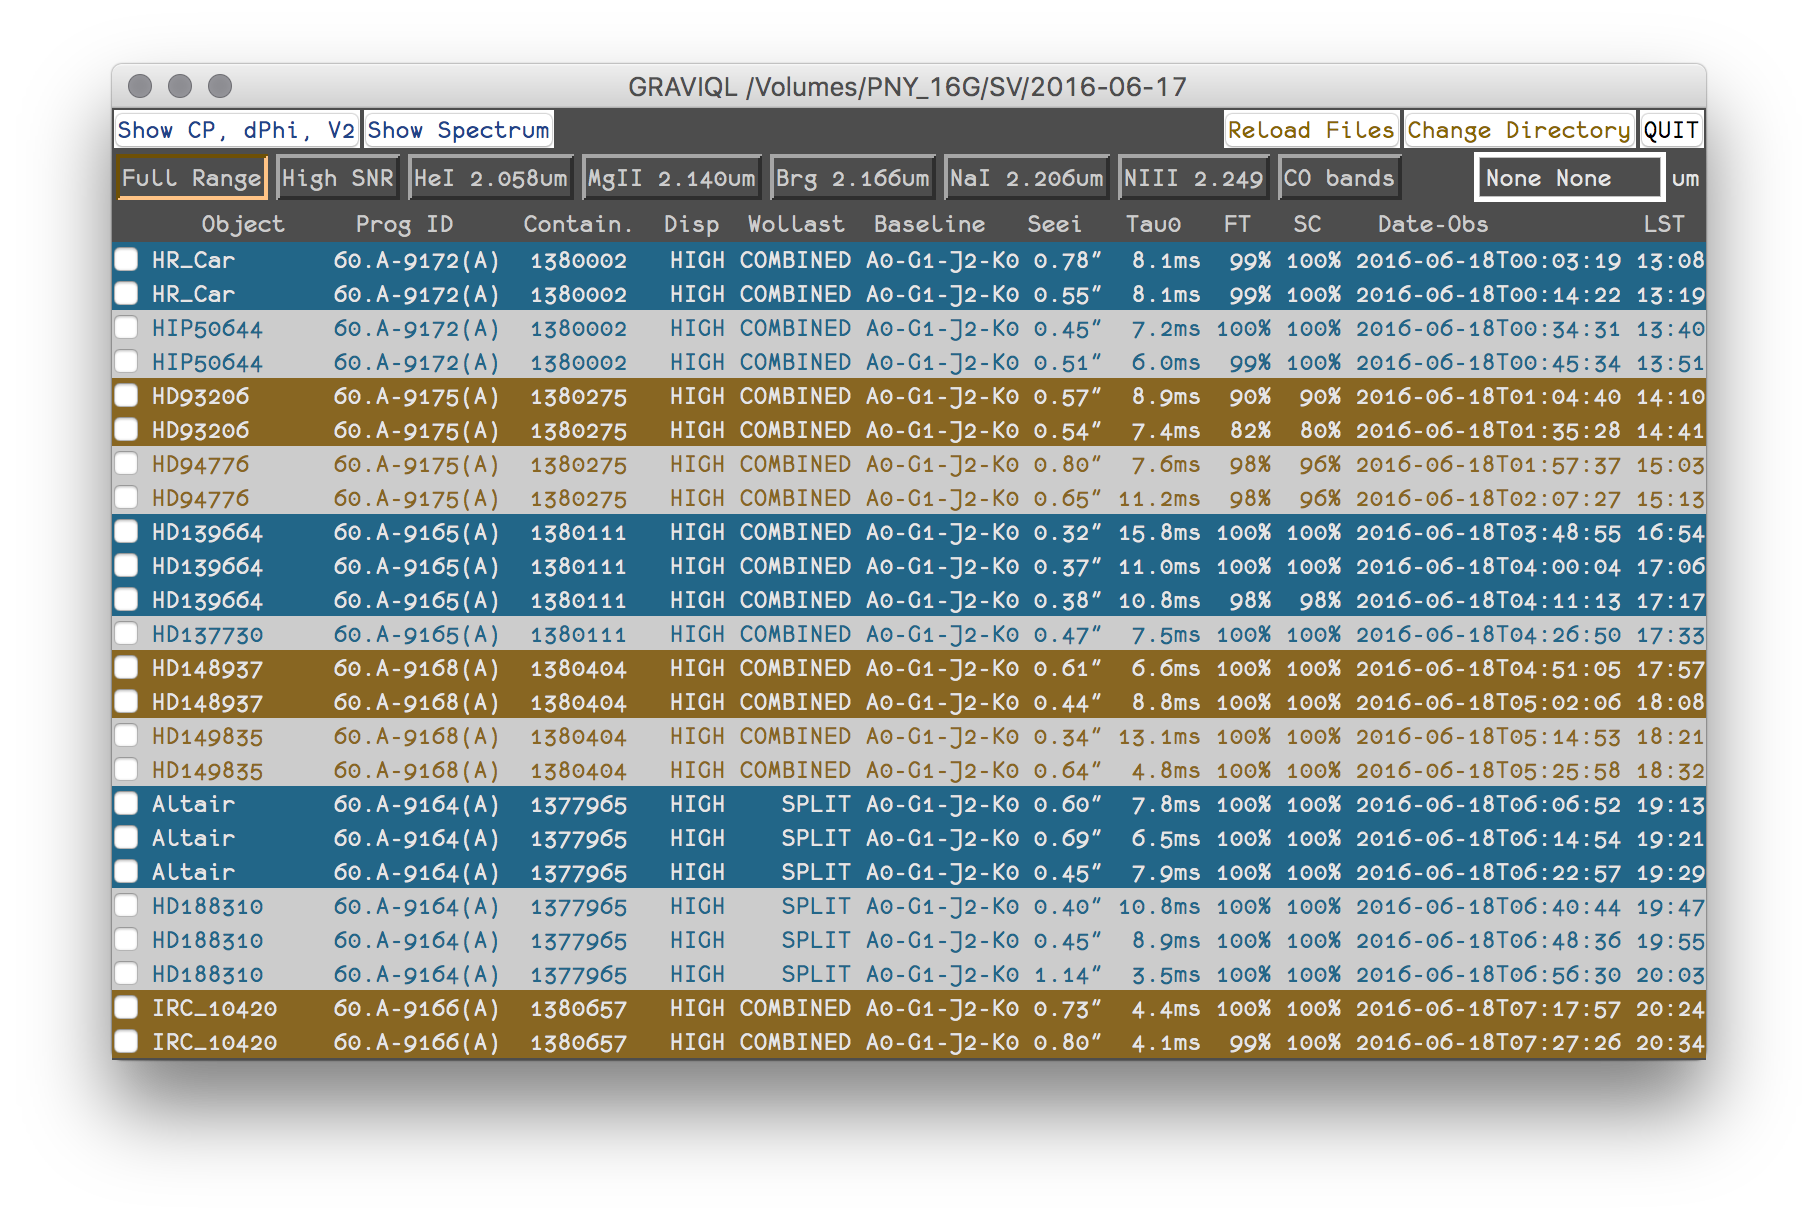 GRAVIQL /Volumes/PNY_16G/SV/2016-06-17
Show CP, dPhi, V2 Show Spectrum Reload Files Change Directory QUIT
Full Range High SNR HeI 2.058um MgII 2.140um Brg 2.166um NaI 2.206um NIII 2.249 CO bands None None um
Object Prog ID Contain. Disp Wollast Baseline Seei Tau0 FT SC Date-Obs LST
HR_Car 60.A-9172(A) 1380002 HIGH COMBINED A0-G1-J2-K0 0.78" 8.1ms 99% 100% 2016-06-18T00:03:19 13:08
HR_Car 60.A-9172(A) 1380002 HIGH COMBINED A0-G1-J2-K0 0.55" 8.1ms 99% 100% 2016-06-18T00:14:22 13:19
HIP50644 60.A-9172(A) 1380002 HIGH COMBINED A0-G1-J2-K0 0.45" 7.2ms 100% 100% 2016-06-18T00:34:31 13:40
HIP50644 60.A-9172(A) 1380002 HIGH COMBINED A0-G1-J2-K0 0.51" 6.0ms 99% 100% 2016-06-18T00:45:34 13:51
HD93206 60.A-9175(A) 1380275 HIGH COMBINED A0-G1-J2-K0 0.57" 8.9ms 90% 90% 2016-06-18T01:04:40 14:10
HD93206 60.A-9175(A) 1380275 HIGH COMBINED A0-G1-J2-K0 0.54" 7.4ms 82% 80% 2016-06-18T01:35:28 14:41
HD94776 60.A-9175(A) 1380275 HIGH COMBINED A0-G1-J2-K0 0.80" 7.6ms 98% 96% 2016-06-18T01:57:37 15:03
HD94776 60.A-9175(A) 1380275 HIGH COMBINED A0-G1-J2-K0 0.65" 11.2ms 98% 96% 2016-06-18T02:07:27 15:13
HD139664 60.A-9165(A) 1380111 HIGH COMBINED A0-G1-J2-K0 0.32" 15.8ms 100% 100% 2016-06-18T03:48:55 16:54
HD139664 60.A-9165(A) 1380111 HIGH COMBINED A0-G1-J2-K0 0.37" 11.0ms 100% 100% 2016-06-18T04:00:04 17:06
HD139664 60.A-9165(A) 1380111 HIGH COMBINED A0-G1-J2-K0 0.38" 10.8ms 98% 98% 2016-06-18T04:11:13 17:17
HD137730 60.A-9165(A) 1380111 HIGH COMBINED A0-G1-J2-K0 0.47" 7.5ms 100% 100% 2016-06-18T04:26:50 17:33
HD148937 60.A-9168(A) 1380404 HIGH COMBINED A0-G1-J2-K0 0.61" 6.6ms 100% 100% 2016-06-18T04:51:05 17:57
HD148937 60.A-9168(A) 1380404 HIGH COMBINED A0-G1-J2-K0 0.44" 8.8ms 100% 100% 2016-06-18T05:02:06 18:08
HD149835 60.A-9168(A) 1380404 HIGH COMBINED A0-G1-J2-K0 0.34" 13.1ms 100% 100% 2016-06-18T05:14:53 18:21
HD149835 60.A-9168(A) 1380404 HIGH COMBINED A0-G1-J2-K0 0.64" 4.8ms 100% 100% 2016-06-18T05:25:58 18:32
Altair 60.A-9164(A) 1377965 HIGH SPLIT A0-G1-J2-K0 0.60" 7.8ms 100% 100% 2016-06-18T06:06:52 19:13
Altair 60.A-9164(A) 1377965 HIGH SPLIT A0-G1-J2-K0 0.69" 6.5ms 100% 100% 2016-06-18T06:14:54 19:21
Altair 60.A-9164(A) 1377965 HIGH SPLIT A0-G1-J2-K0 0.45" 7.9ms 100% 100% 2016-06-18T06:22:57 19:29
HD188310 60.A-9164(A) 1377965 HIGH SPLIT A0-G1-J2-K0 0.40" 10.8ms 100% 100% 2016-06-18T06:40:44 19:47
HD188310 60.A-9164(A) 1377965 HIGH SPLIT A0-G1-J2-K0 0.45" 8.9ms 100% 100% 2016-06-18T06:48:36 19:55
HD188310 60.A-9164(A) 1377965 HIGH SPLIT A0-G1-J2-K0 1.14" 3.5ms 100% 100% 2016-06-18T06:56:30 20:03
IRC_10420 60.A-9166(A) 1380657 HIGH COMBINED A0-G1-J2-K0 0.73" 4.4ms 100% 100% 2016-06-18T07:17:57 20:24
IRC_10420 60.A-9166(A) 1380657 HIGH COMBINED A0-G1-J2-K0 0.80" 4.1ms 99% 100% 2016-06-18T07:27:26 20:34